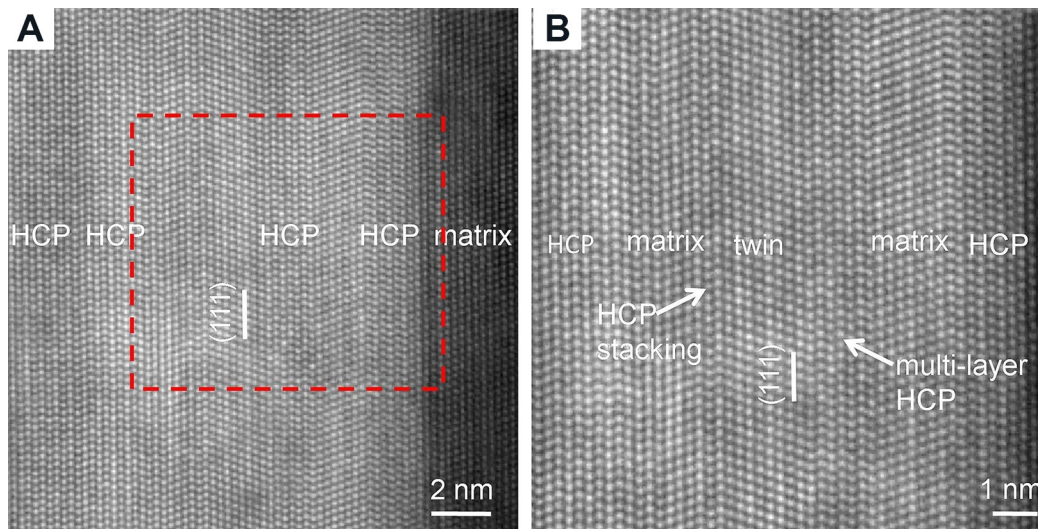 A
HCP HCP HCP HCP matrix
(111)
2 nm
B
HCP matrix twin matrix HCP
HCP
stacking
(111)
multi-layer
HCP
1 nm